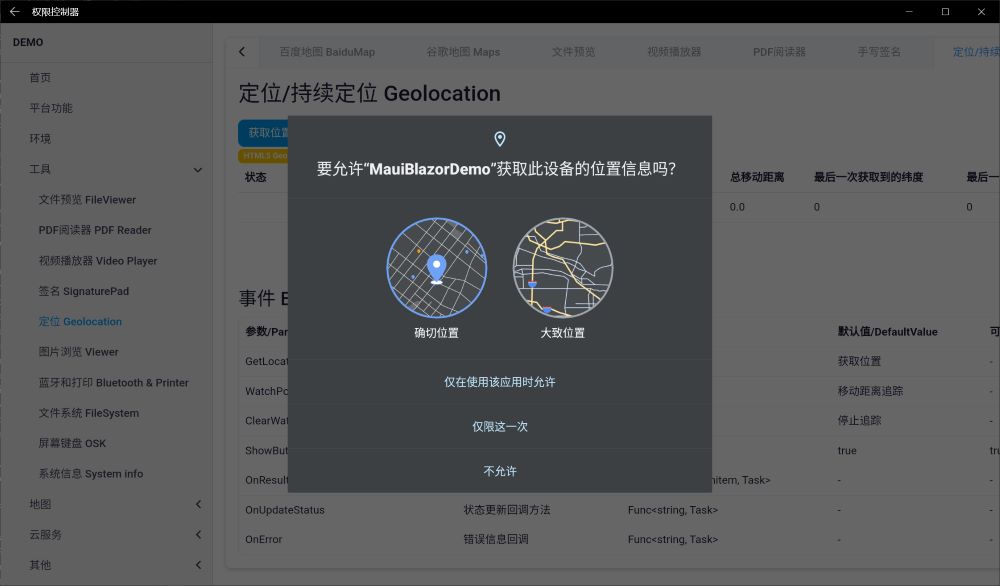 权限控制器
DEMO
首页
平台功能
环境
工具
文件预览 FileViewer
PDF阅读器 PDF Reader
视频播放器 Video Player
签名 SignaturePad
定位 Geolocation
图片浏览 Viewer
蓝牙和打印 Bluetooth & Printer
文件系统 FileSystem
屏幕键盘 OSK
系统信息 System info
地图
云服务
其他
百度地图 BaiduMap
谷歌地图 Maps
文件预览
视频播放器
PDF阅读器
手写签名
定位/持续
定位/持续定位 Geolocation
获取位置
HTML5 Geo
状态
总移动距离
最后一次获取到的纬度
最后一
0.0
0
0
要允许“MauiBlazorDemo”获取此设备的位置信息吗?
确切位置
大致位置
仅在使用该应用时允许
仅限这一次
不允许
事件 E
参数/Par
默认值/DefaultValue
可
GetLocat
获取位置
-
WatchPo
移动距离追踪
-
ClearWat
停止追踪
-
ShowBut
true
tr
OnResult
nitem, Task>
-
-
OnUpdateStatus
状态更新回调方法
Func<string, Task>
-
-
OnError
错误信息回调
Func<string, Task>
-
-